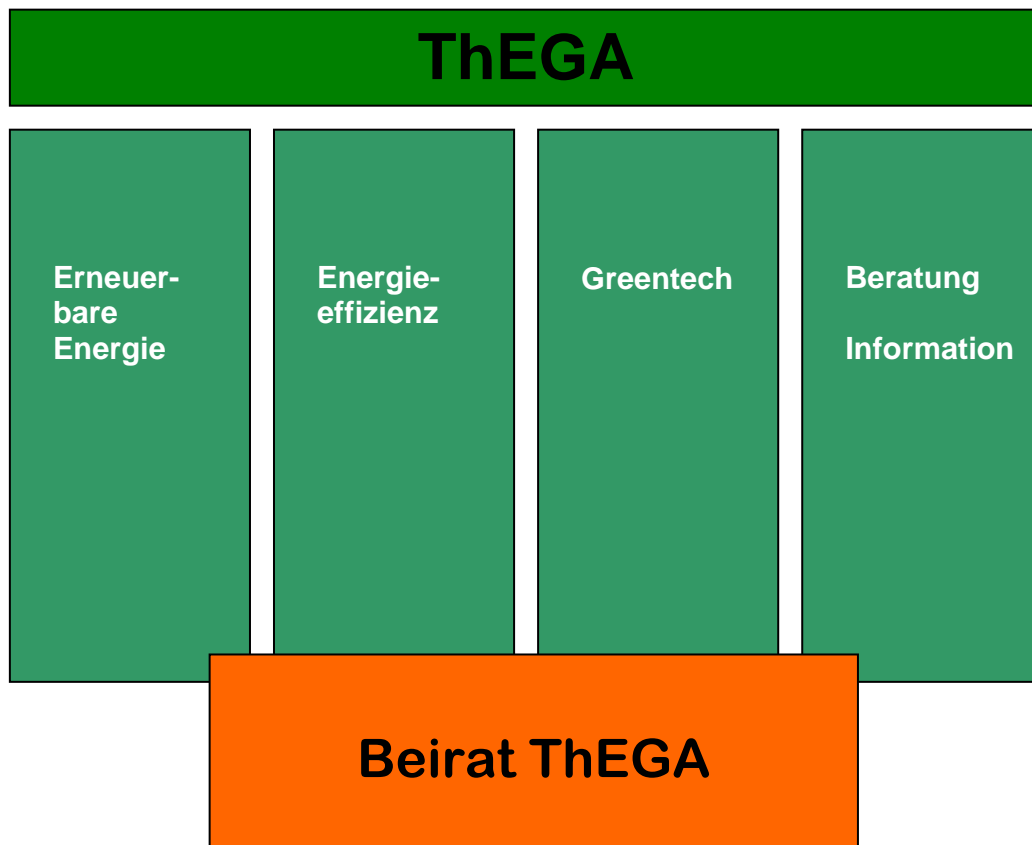 ThEGA
Erneuer-
bare
Energie
Energie-
effizienz
Greentech
Beratung
Information
Beirat ThEGA